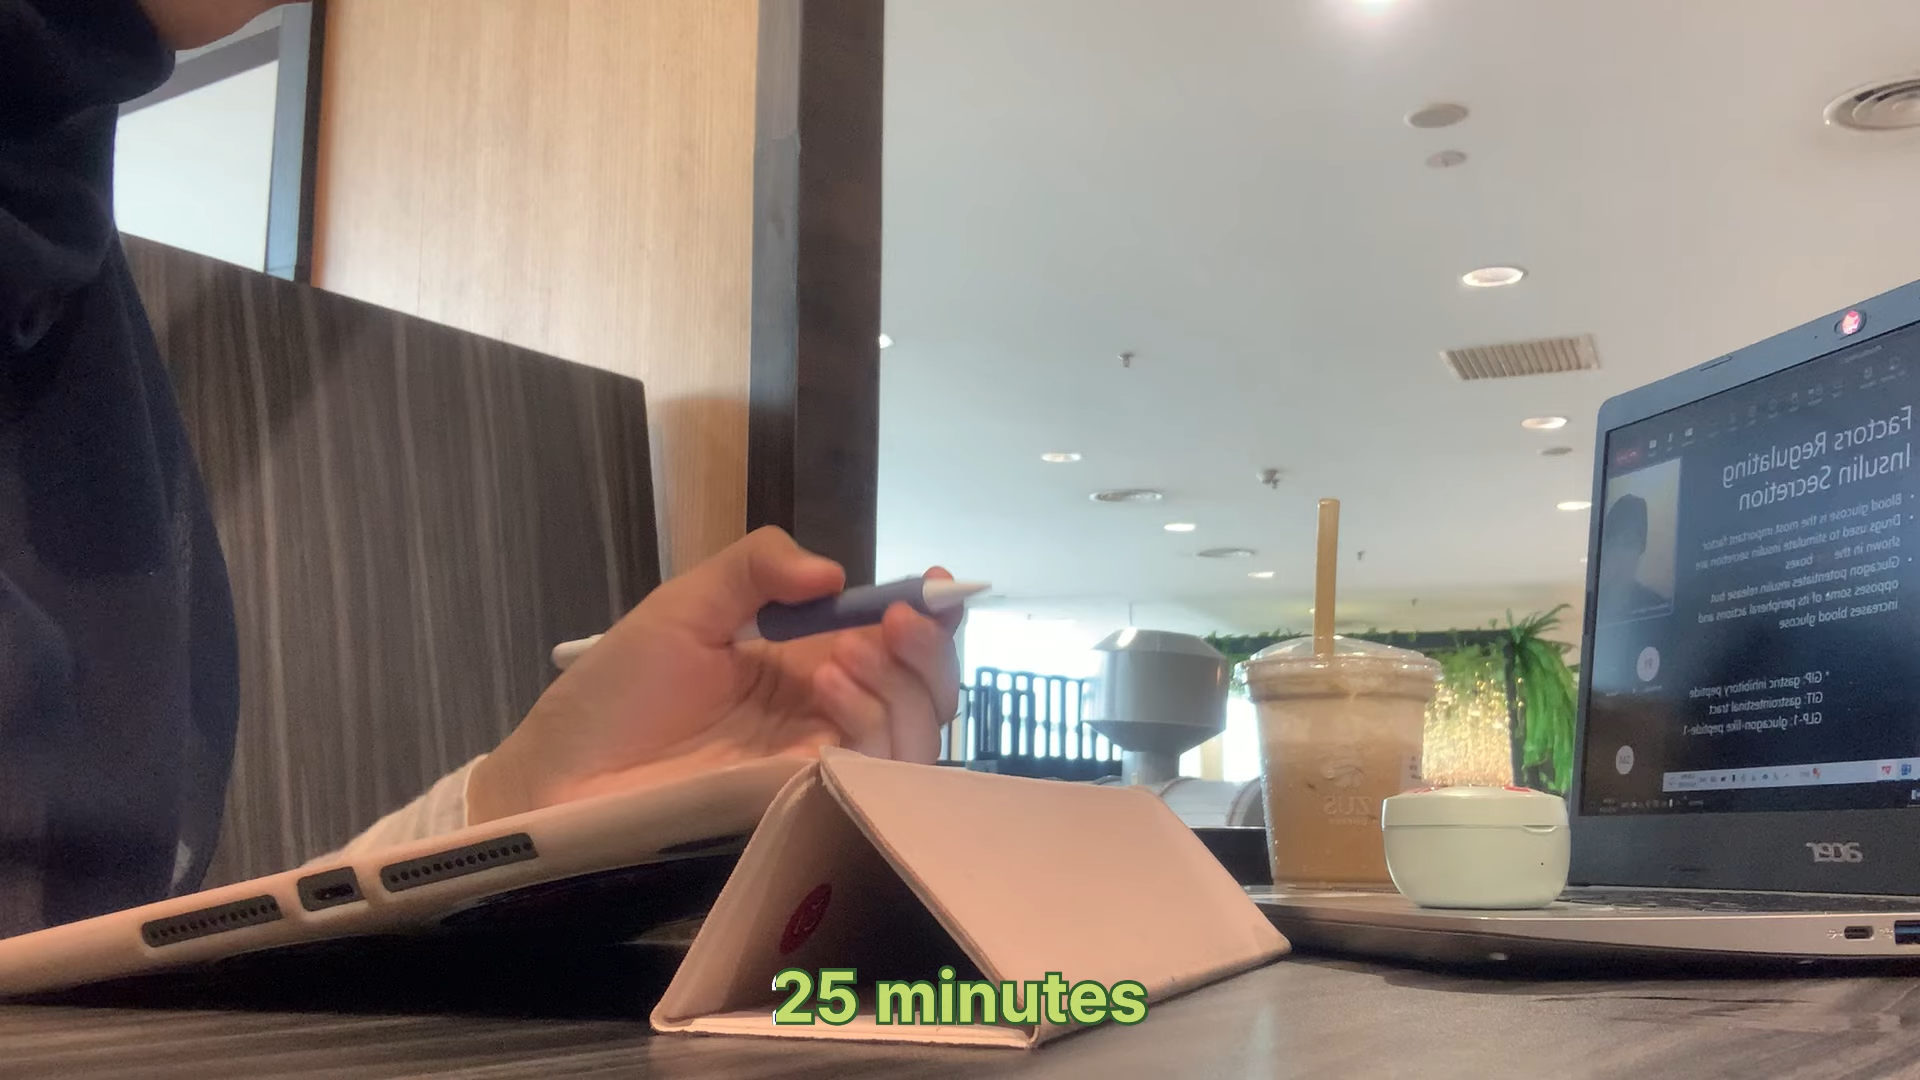 Factors Regulating
Insulin Secretion
• Blood glucose is the most important factor
• Drugs used to stimulate insulin secretion are
shown in the boxes
• Glucagon potentiates insulin release but
opposes some of its peripheral actions and
increases blood glucose
* GIP: gastric inhibitory peptide
GIT: gastrointestinal tract
GLP-1: glucagon-like peptide-1
acer
ZUS
25 minutes